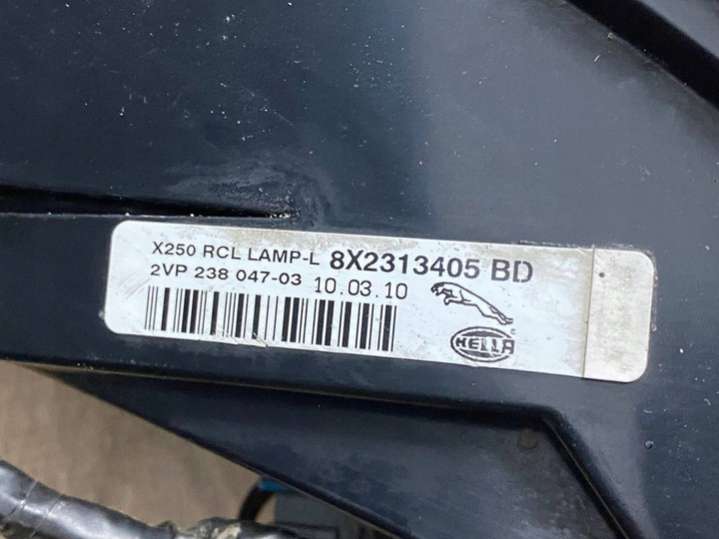 X250 RCL LAMP-L 8X2313405 BD
2VP 238 047-03 10.03.10
HELLA